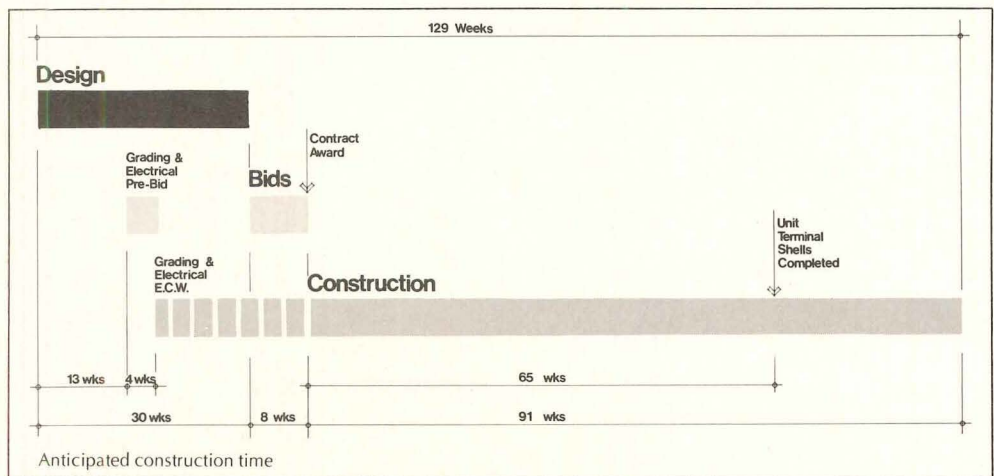 129 Weeks
Design
Grading &
Electrical
Pre-Bid
Bids
Contract
Award
Grading &
Electrical
E.C.W.
Construction
Unit
Terminal
Shells
Completed
13 wks
4 wks
65 wks
30 wks
8 wks
91 wks
Anticipated construction time